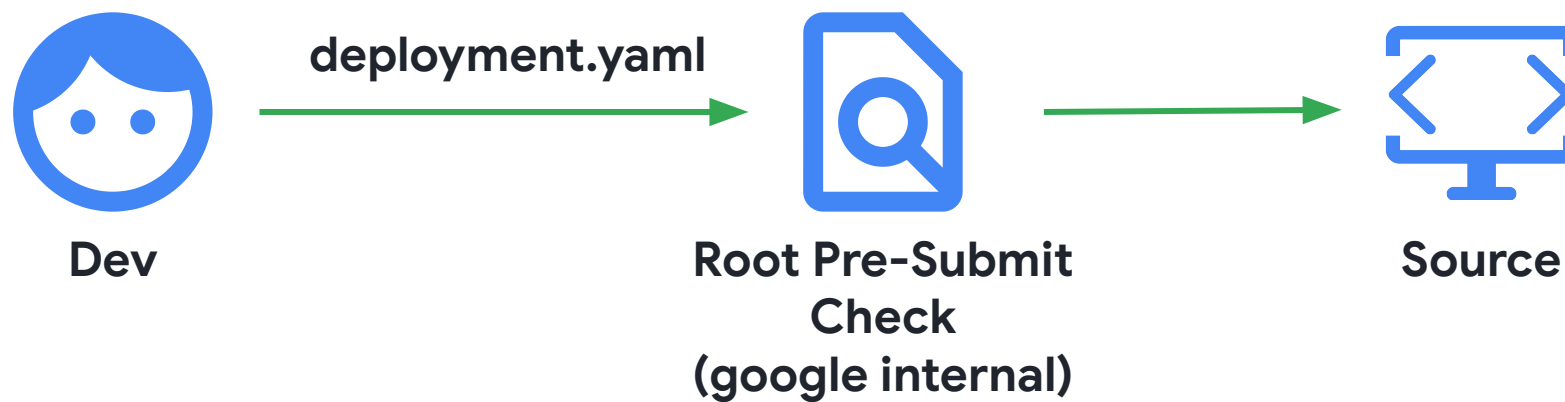 deployment.yaml
Dev
Root Pre-Submit
Check
(google internal)
Source